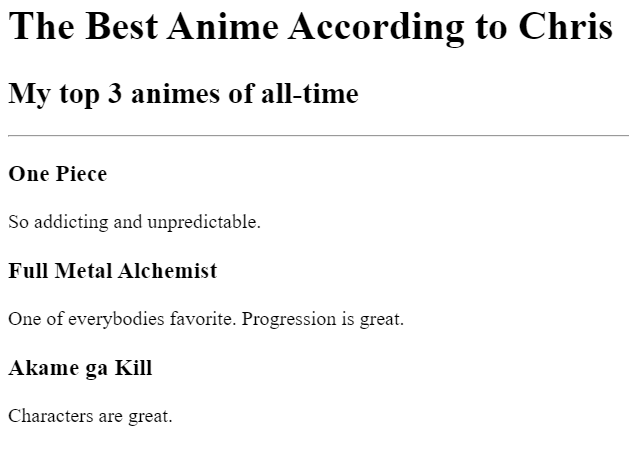 The Best Anime According to Chris
My top 3 animes of all-time
One Piece
So addicting and unpredictable.
Full Metal Alchemist
One of everybodies favorite. Progression is great.
Akame ga Kill
Characters are great.